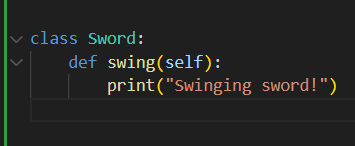 class Sword:
    def swing(self):
        print("Swinging sword!")